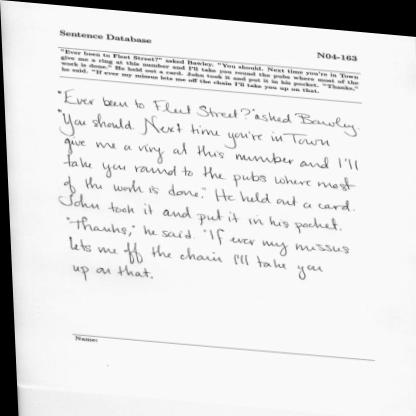 Sentence Database
N04-163
"Ever been to Fleet Street?" asked Bawley. "You should. Next time you're in Town
give me a ring at this number and I'll take you round the pubs where most of the
work is done." He held out a card. John took it and put it in his pocket. "Thanks,"
he said. "If ever my missus lets me off the chain I'll take you up on that.
"Ever been to Fleet Street?" asked Bawley.
"You should. Next time you're in Town
give me a ring at this number and I'll
take you round to the pubs where most
of the work is done." He held out a card.
John took it and put it in his pocket.
"Thanks," he said. "If ever my missus
lets me off the chain I'll take you
up on that.
Name: